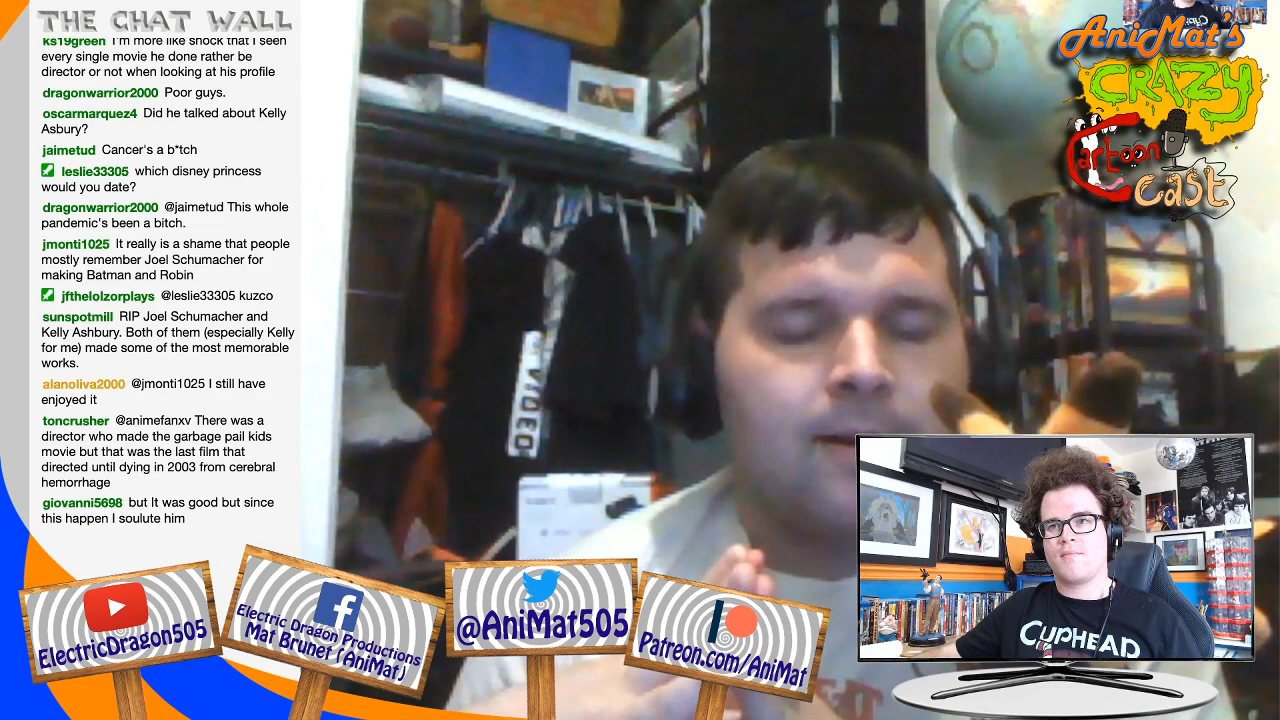 THE CHAT WALL
ks19green I'm more like shock that I seen
every single movie he done rather be
director or not when looking at his profile
dragonwarrior2000 Poor guys.
oscarmarquez4 Did he talked about Kelly
Asbury?
jaimetud Cancer's a b*tch
leslie33305 which disney princess
would you date?
dragonwarrior2000 @jaimetud This whole
pandemic's been a bitch.
jmonti1025 It really is a shame that people
mostly remember Joel Schumacher for
making Batman and Robin
jfthelolzorplays @leslie33305 kuzco
sunspotmill RIP Joel Schumacher and
Kelly Ashbury. Both of them (especially Kelly
for me) made some of the most memorable
works.
alanoliva2000 @jmonti1025 I still have
enjoyed it
toncrusher @animefanxv There was a
director who made the garbage pail kids
movie but that was the last film that
directed until dying in 2003 from cerebral
hemorrhage
giovanni5698 but It was good but since
this happen I soulute him
AniMat's
CRAZY
Cartoon
Cast
VIDEO
CUPHEAD
ElectricDragon505
Electric Dragon Productions
Mat Brunet (AniMat)
@AniMat505
Patreon.com/AniMat